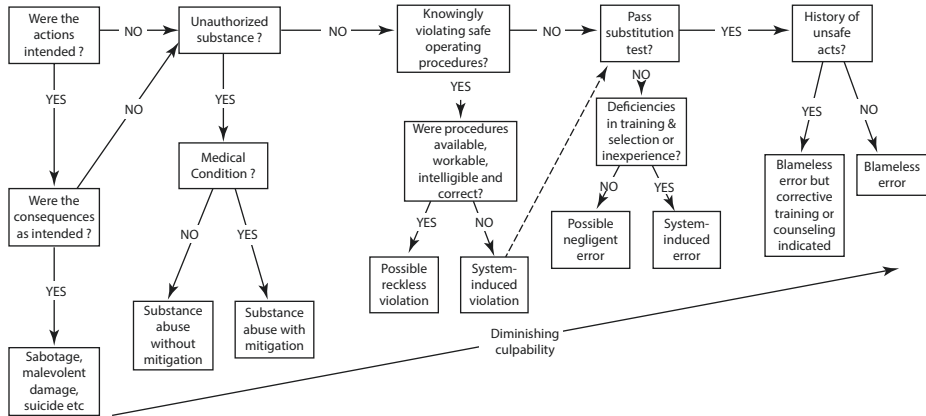 Were the
actions
intended ?
NO
Unauthorized
substance ?
NO
Knowingly
violating safe
operating
procedures?
NO
Pass
substitution
test?
YES
History of
unsafe
acts?
YES
NO
YES
YES
NO
YES
NO
Medical
Condition ?
Were procedures
available,
workable,
intelligible and
correct?
Deficiencies
in training &
selection or
inexperience?
Were the
consequences
as intended ?
NO
YES
YES
NO
NO
YES
Blameless
error but
corrective
training or
counseling
indicated
Blameless
error
YES
Substance
abuse
without
mitigation
Substance
abuse with
mitigation
Possible
reckless
violation
System-
induced
violation
Possible
negligent
error
System-
induced
error
Sabotage,
malevolent
damage,
suicide etc
Diminishing
culpability